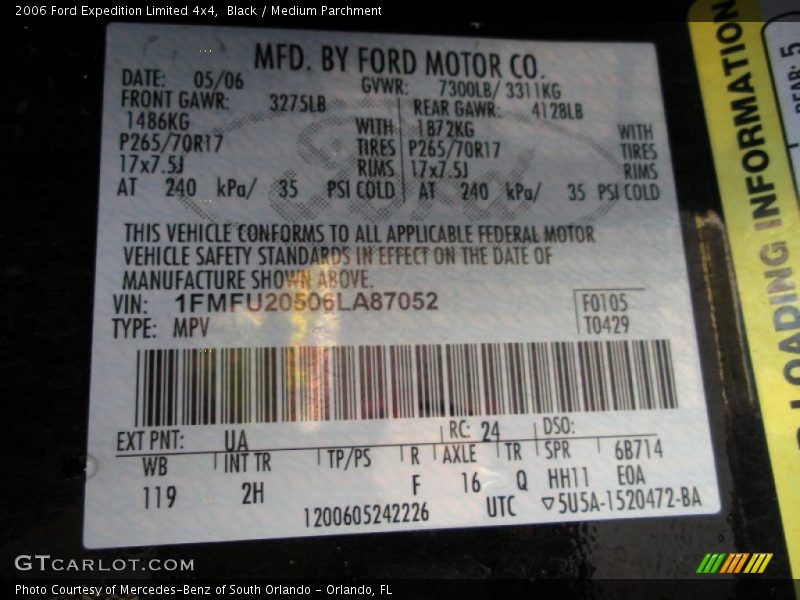 2006 Ford Expedition Limited 4x4, Black / Medium Parchment
MFD. BY FORD MOTOR CO.
DATE: 05/06 GVWR: 7300LB/ 3311KG
FRONT GAWR: 3275LB REAR GAWR: 4128LB
1486KG WITH 1872KG WITH
P265/70R17 TIRES P265/70R17 TIRES
17x7.5J RIMS 17x7.5J RIMS
AT 240 kPa/ 35 PSI COLD AT 240 kPa/ 35 PSI COLD
THIS VEHICLE CONFORMS TO ALL APPLICABLE FEDERAL MOTOR
VEHICLE SAFETY STANDARDS IN EFFECT ON THE DATE OF
MANUFACTURE SHOWN ABOVE.
VIN: 1FMFU20506LA87052 F0105
TYPE: MPV T0429
EXT PNT: UA RC: 24 DSO:
WB INT TR TP/PS R AXLE TR SPR 6B714
119 2H F 16 Q HH11 E0A
1200605242226 UTC ▽5U5A-1520472-BA
LOADING INFORMATION
REAR: 5
GTCARLOT.COM
Photo Courtesy of Mercedes-Benz of South Orlando - Orlando, FL